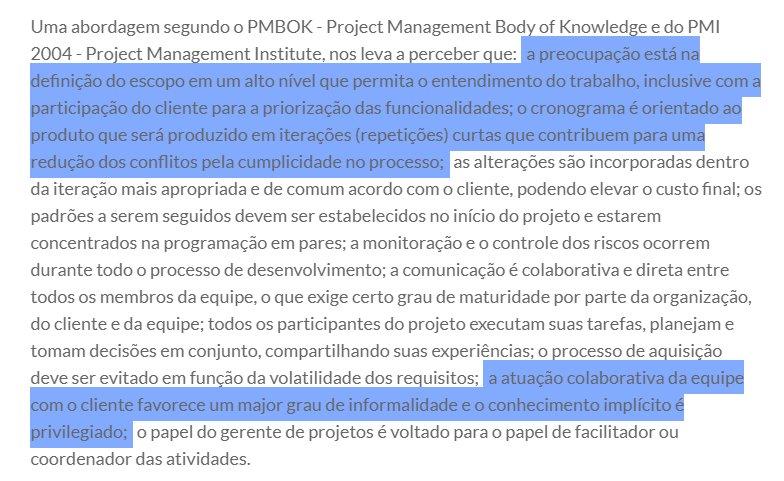 Uma abordagem segundo o PMBOK - Project Management Body of Knowledge e do PMI
2004 - Project Management Institute, nos leva a perceber que: a preocupação está na
definição do escopo em um alto nível que permita o entendimento do trabalho, inclusive com a
participação do cliente para a priorização das funcionalidades; o cronograma é orientado ao
produto que será produzido em iterações (repetições) curtas que contribuem para uma
redução dos conflitos pela cumplicidade no processo; as alterações são incorporadas dentro
da iteração mais apropriada e de comum acordo com o cliente, podendo elevar o custo final; os
padrões a serem seguidos devem ser estabelecidos no início do projeto e estarem
concentrados na programação em pares; a monitoração e o controle dos riscos ocorrem
durante todo o processo de desenvolvimento; a comunicação é colaborativa e direta entre
todos os membros da equipe, o que exige certo grau de maturidade por parte da organização,
do cliente e da equipe; todos os participantes do projeto executam suas tarefas, planejam e
tomam decisões em conjunto, compartilhando suas experiências; o processo de aquisição
deve ser evitado em função da volatilidade dos requisitos; a atuação colaborativa da equipe
com o cliente favorece um major grau de informalidade e o conhecimento implícito é
privilegiado; o papel do gerente de projetos é voltado para o papel de facilitador ou
coordenador das atividades.